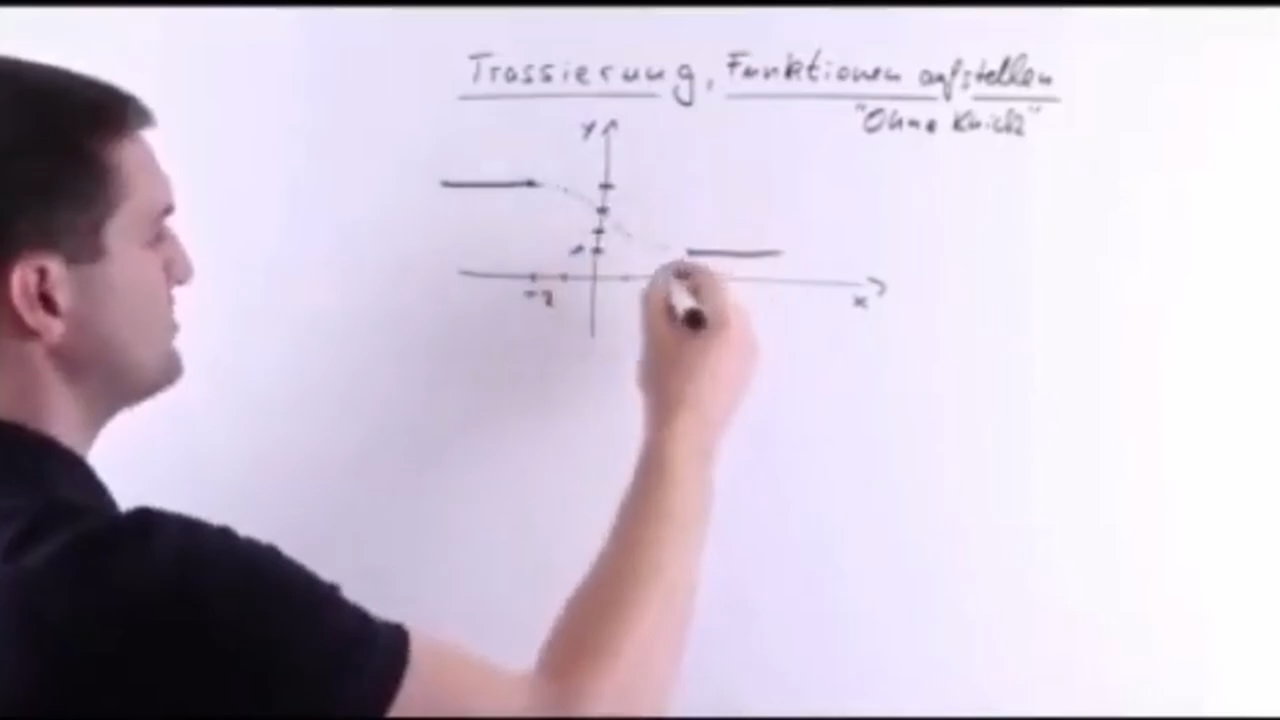 Trassierung, Funktionen aufstellen
"Ohne Knick"
y
1
-2
x